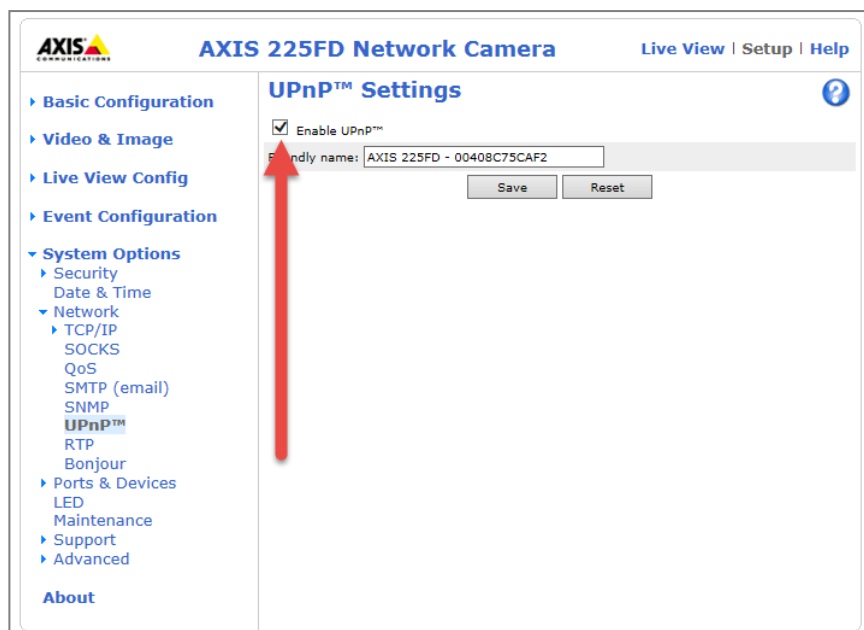 AXIS
COMMUNICATIONS
AXIS 225FD Network Camera
Live View | Setup | Help
Basic Configuration
Video & Image
Live View Config
Event Configuration
System Options
Security
Date & Time
Network
TCP/IP
SOCKS
QoS
SMTP (email)
SNMP
UPnP™
RTP
Bonjour
Ports & Devices
LED
Maintenance
Support
Advanced
About
UPnP™ Settings
Enable UPnP™
name: AXIS 225FD - 00408C75CAF2
Save Reset